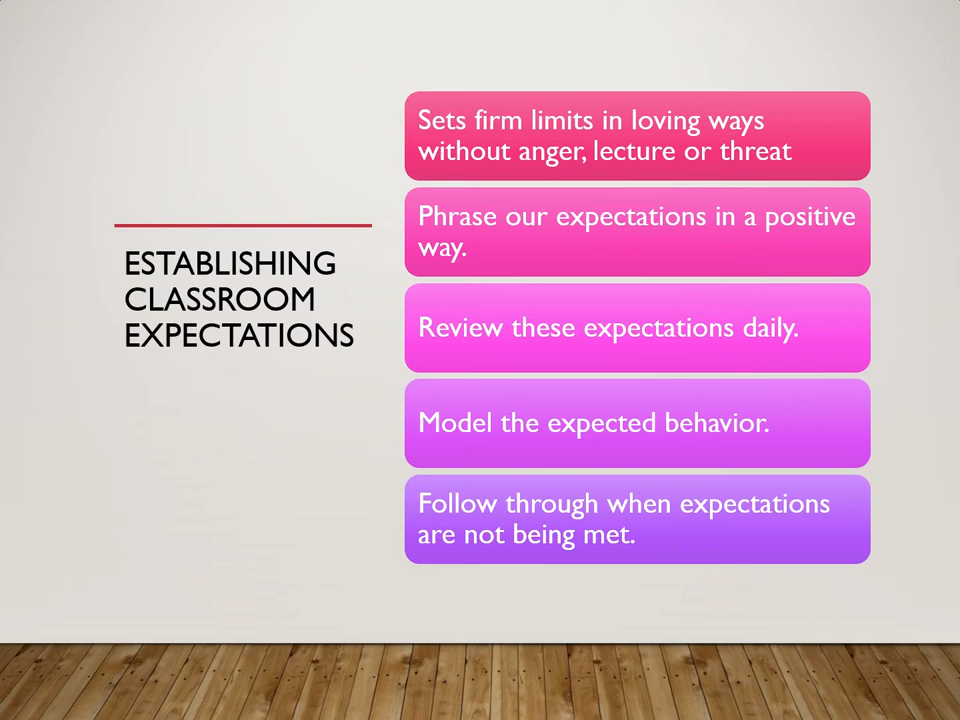 ESTABLISHING
CLASSROOM
EXPECTATIONS
Sets firm limits in loving ways
without anger, lecture or threat
Phrase our expectations in a positive
way.
Review these expectations daily.
Model the expected behavior.
Follow through when expectations
are not being met.